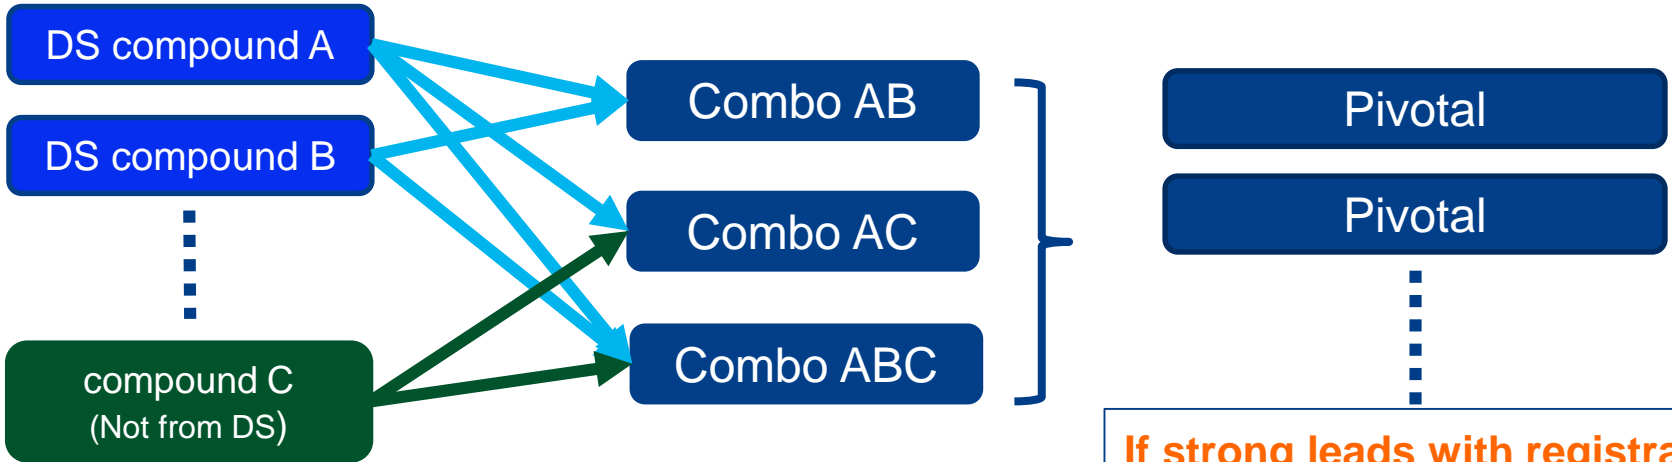 DS compound A
DS compound B
compound C
(Not from DS)
Combo AB
Combo AC
Combo ABC
Pivotal
Pivotal
If strong leads with